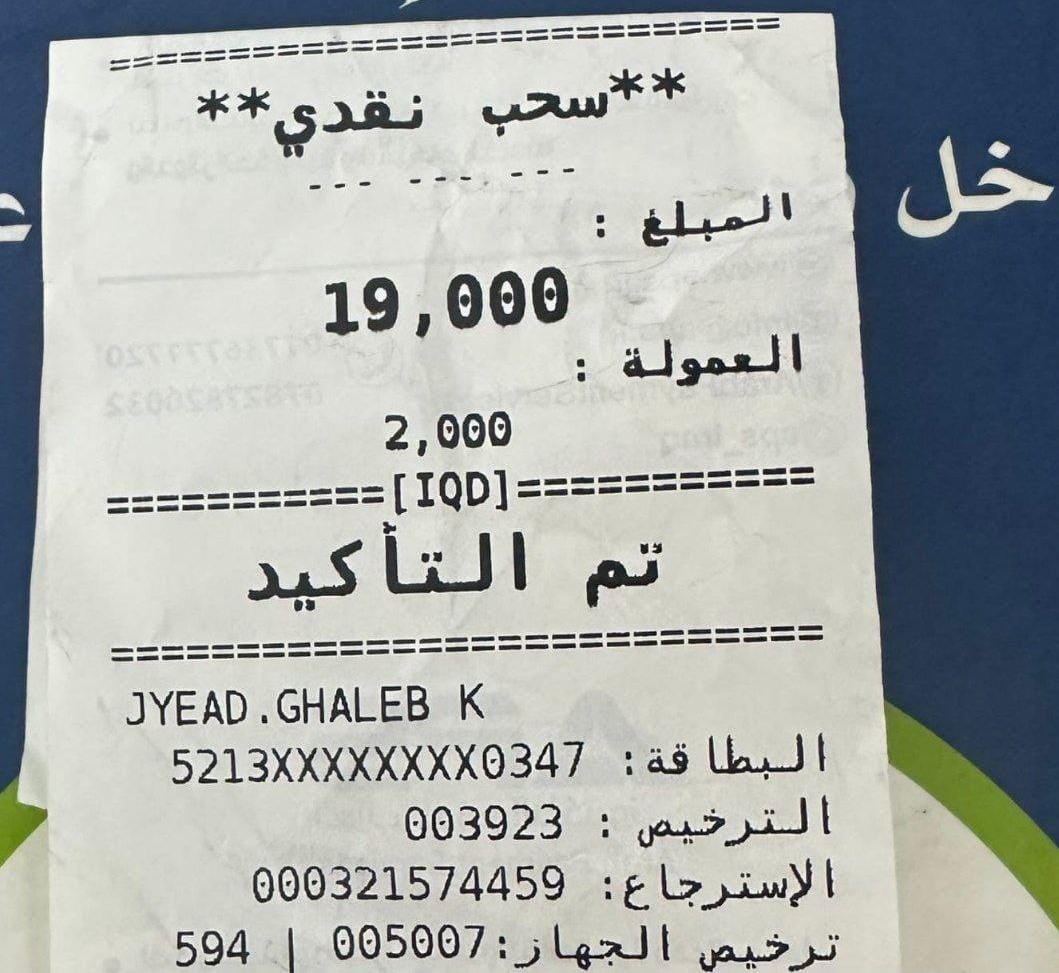 ==========================
**سحب نقدي**
--- --- ---
المبلغ :
19,000
العمولة :
2,000
===========[IQD]============
تم التأكيد
============================
JYEAD.GHALEB K
البطاقة: 5213XXXXXXXX0347
الترخيص : 003923
الإسترجاع: 000321574459
ترخيص الجهاز:005007 | 594
خل